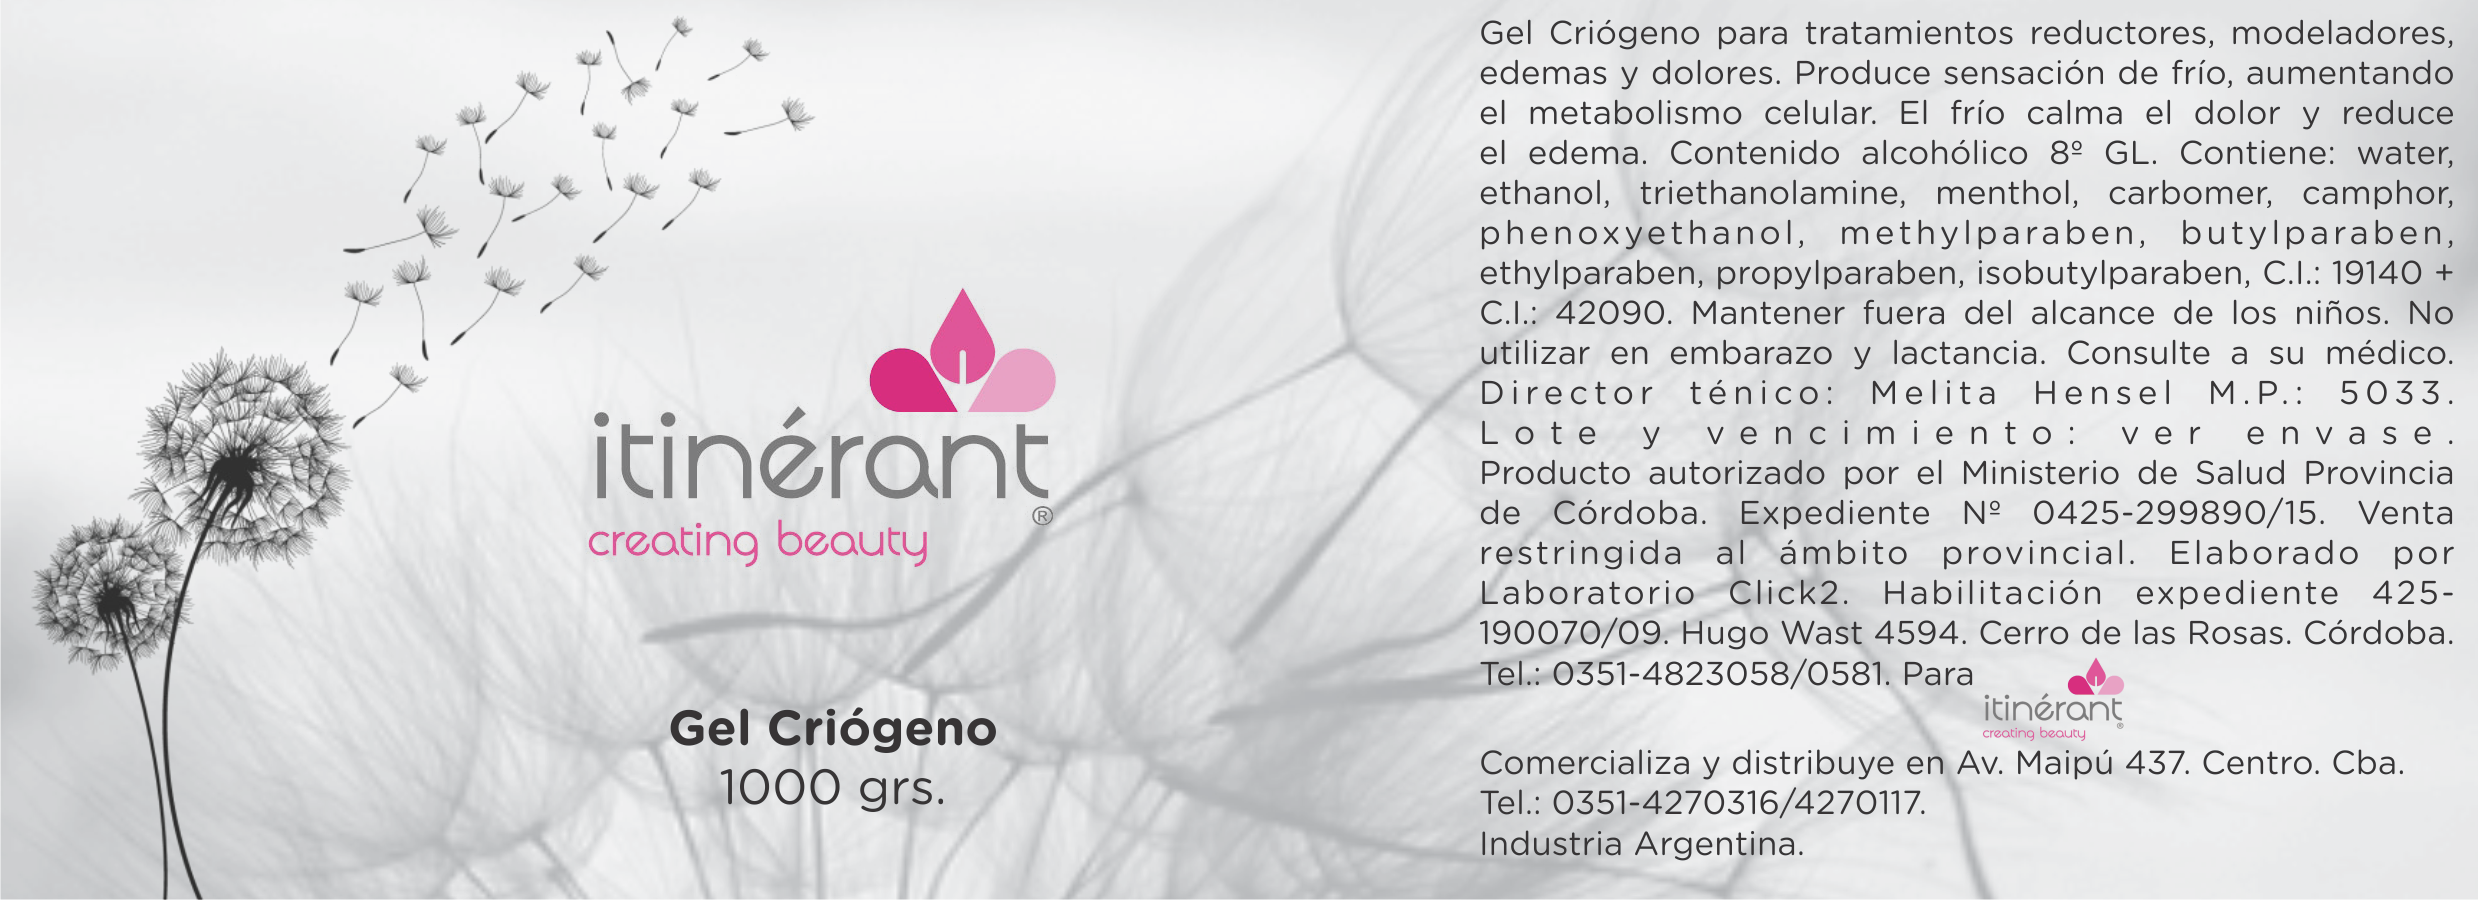 itinérant
®
creating beauty
Gel Criógeno
1000 grs.
Gel Criógeno para tratamientos reductores, modeladores,
edemas y dolores. Produce sensación de frío, aumentando
el metabolismo celular. El frío calma el dolor y reduce
el edema. Contenido alcohólico 8º GL. Contiene: water,
ethanol, triethanolamine, menthol, carbomer, camphor,
phenoxyethanol, methylparaben, butylparaben,
ethylparaben, propylparaben, isobutylparaben, C.I.: 19140 +
C.I.: 42090. Mantener fuera del alcance de los niños. No
utilizar en embarazo y lactancia. Consulte a su médico.
Director ténico: Melita Hensel M.P.: 5033.
Lote y vencimiento: ver envase.
Producto autorizado por el Ministerio de Salud Provincia
de Córdoba. Expediente Nº 0425-299890/15. Venta
restringida al ámbito provincial. Elaborado por
Laboratorio Click2. Habilitación expediente 425-
190070/09. Hugo Wast 4594. Cerro de las Rosas. Córdoba.
Tel.: 0351-4823058/0581. Para
itinérant
®
creating beauty
Comercializa y distribuye en Av. Maipú 437. Centro. Cba.
Tel.: 0351-4270316/4270117.
Industria Argentina.